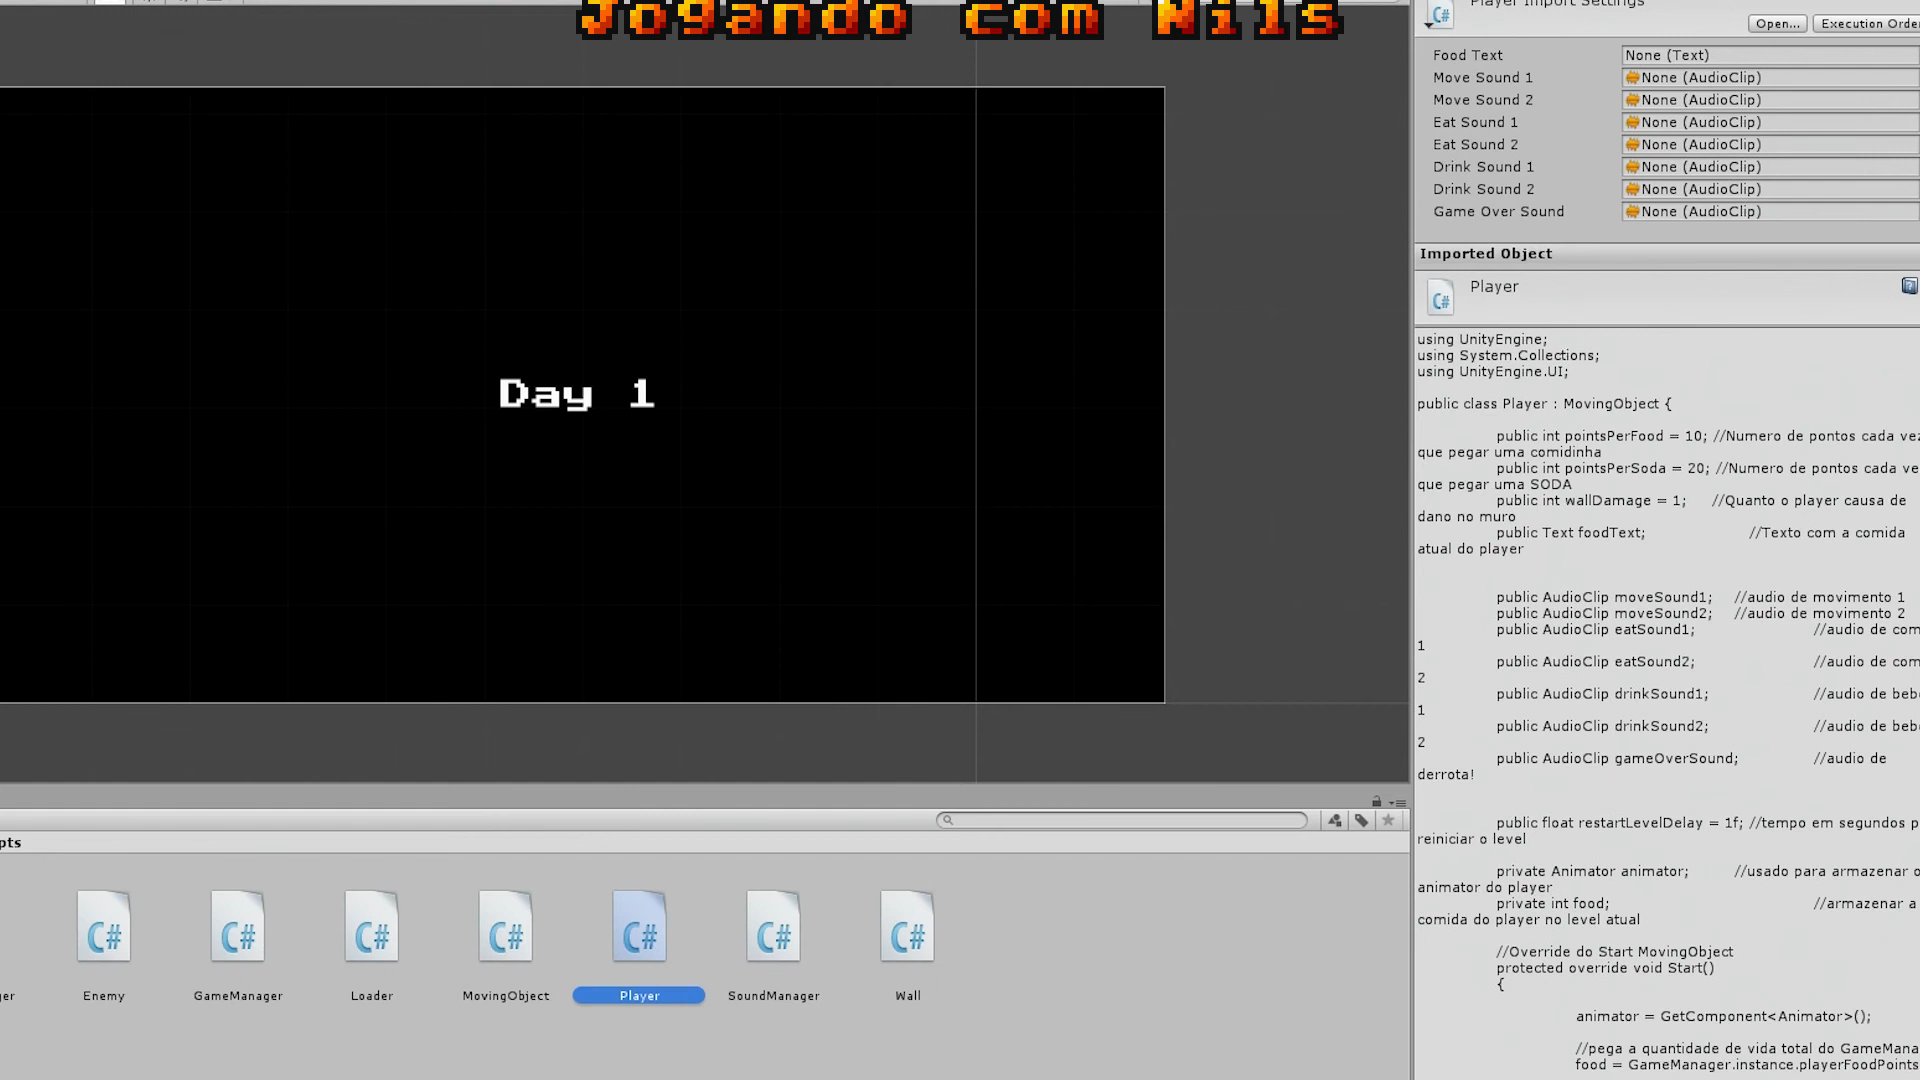 Jogando com Nils
Player Import Settings
Open...
Execution Order
Food Text
None (Text)
Move Sound 1
None (AudioClip)
Move Sound 2
None (AudioClip)
Eat Sound 1
None (AudioClip)
Eat Sound 2
None (AudioClip)
Drink Sound 1
None (AudioClip)
Drink Sound 2
None (AudioClip)
Game Over Sound
None (AudioClip)
Imported Object
C#
Player
Day 1
using UnityEngine;
using System.Collections;
using UnityEngine.UI;
public class Player : MovingObject {
public int pointsPerFood = 10; //Numero de pontos cada vez
que pegar uma comidinha
public int pointsPerSoda = 20; //Numero de pontos cada ve
que pegar uma SODA
public int wallDamage = 1; //Quanto o player causa de
dano no muro
public Text foodText; //Texto com a comida
atual do player
public AudioClip moveSound1; //audio de movimento 1
public AudioClip moveSound2; //audio de movimento 2
public AudioClip eatSound1; //audio de com
1
public AudioClip eatSound2; //audio de com
2
public AudioClip drinkSound1; //audio de bebe
1
public AudioClip drinkSound2; //audio de bebe
2
public AudioClip gameOverSound; //audio de
derrota!
public float restartLevelDelay = 1f; //tempo em segundos p
reiniciar o level
private Animator animator; //usado para armazenar o
animator do player
private int food; //armazenar a
comida do player no level atual
//Override do Start MovingObject
protected override void Start()
{
animator = GetComponent<Animator>();
//pega a quantidade de vida total do GameMana
food = GameManager.instance.playerFoodPoints
pts
C# C# C# C# C# C# C#
ger
Enemy
GameManager
Loader
MovingObject
Player
SoundManager
Wall